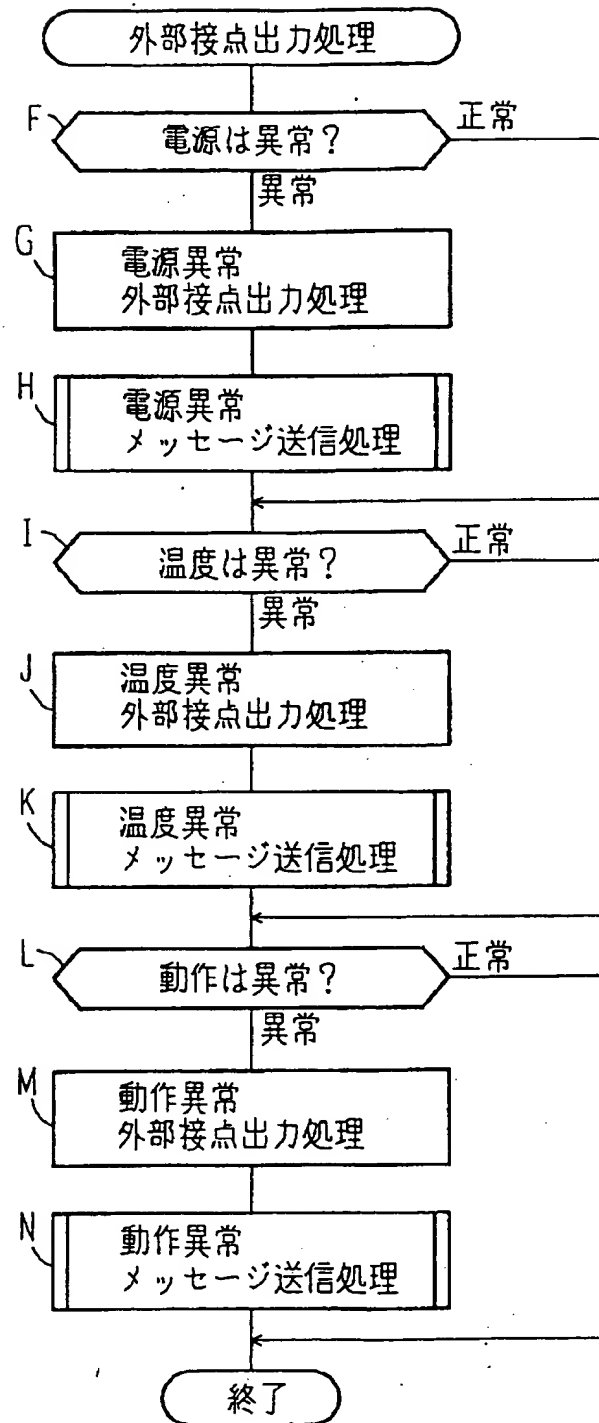 外部接点出力処理
F
電源は異常?
正常
異常
G
電源異常
外部接点出力処理
H
電源異常
メッセージ送信処理
I
温度は異常?
正常
異常
J
温度異常
外部接点出力処理
K
温度異常
メッセージ送信処理
L
動作は異常?
正常
異常
M
動作異常
外部接点出力処理
N
動作異常
メッセージ送信処理
終了